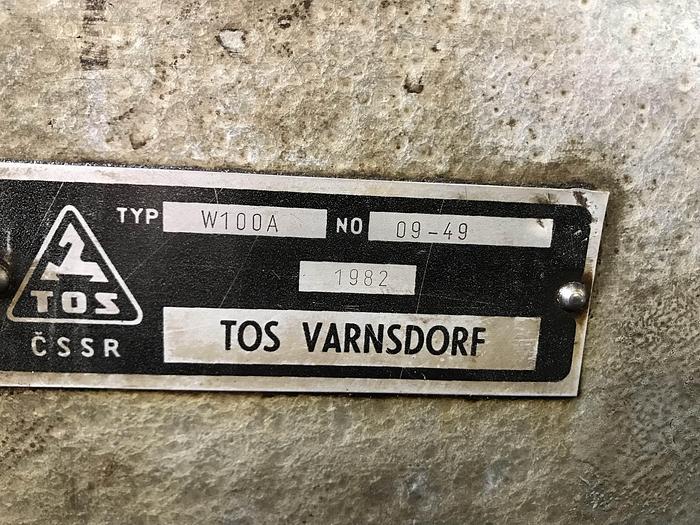 TYP W100A NO 09-49
1982
TOS
ČSSR
TOS VARNSDORF